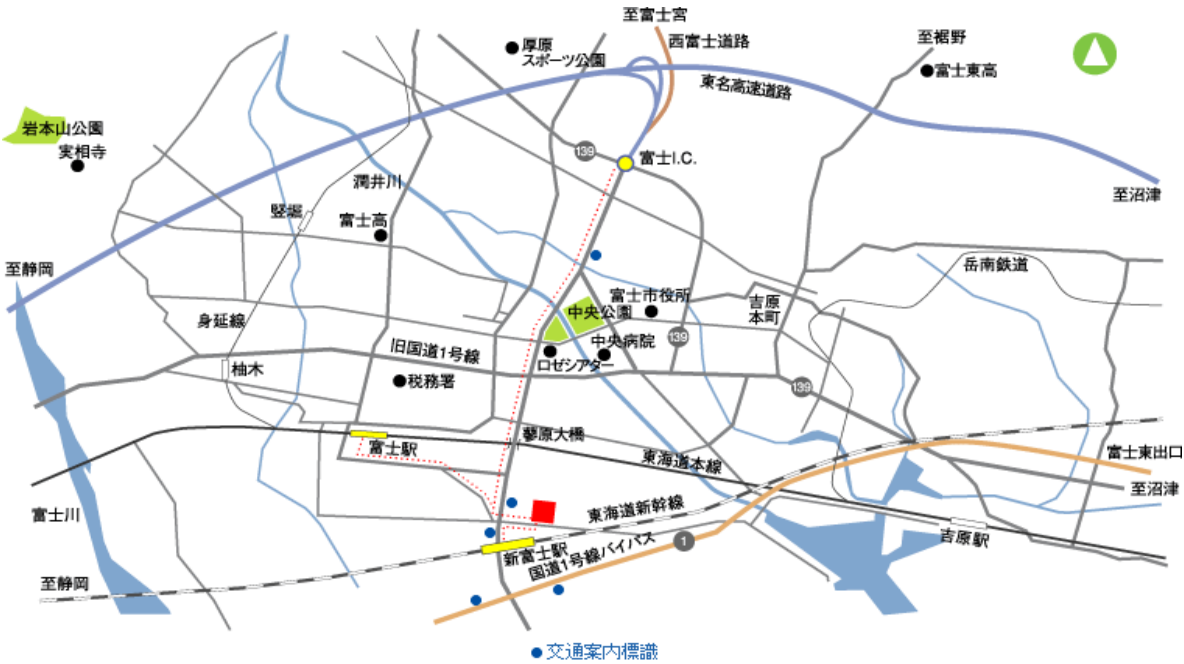 至富士宮
西富士道路
厚原
スポーツ公園
至裾野
富士東高
東名高速道路
岩本山公園
実相寺
139
富士I.C.
潤井川
至沼津
竪堀
富士高
至静岡
岳南鉄道
富士市役所
吉原
本町
中央公園
身延線
139
旧国道1号線
中央病院
ロゼシアター
柚木
税務署
139
蓼原大橋
富士駅
東海道本線
富士東出口
至沼津
富士川
東海道新幹線
吉原駅
新富士駅
国道1号線バイパス
1
至静岡
交通案内標識